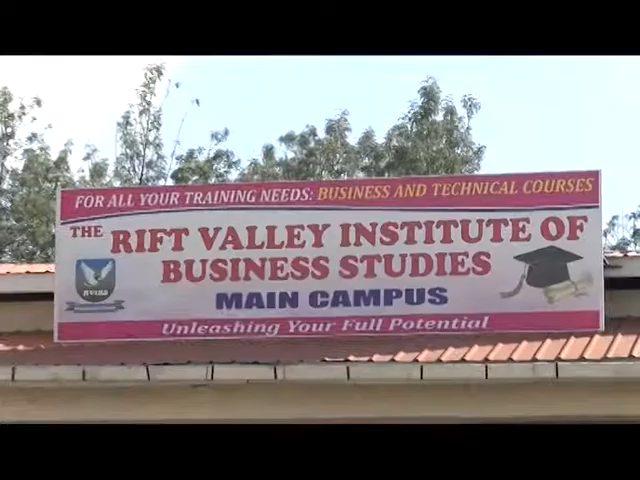 FOR ALL YOUR TRAINING NEEDS: BUSINESS AND TECHNICAL COURSES
THE RIFT VALLEY INSTITUTE OF
BUSINESS STUDIES
MAIN CAMPUS
RVIBS
Unleashing Your Full Potential